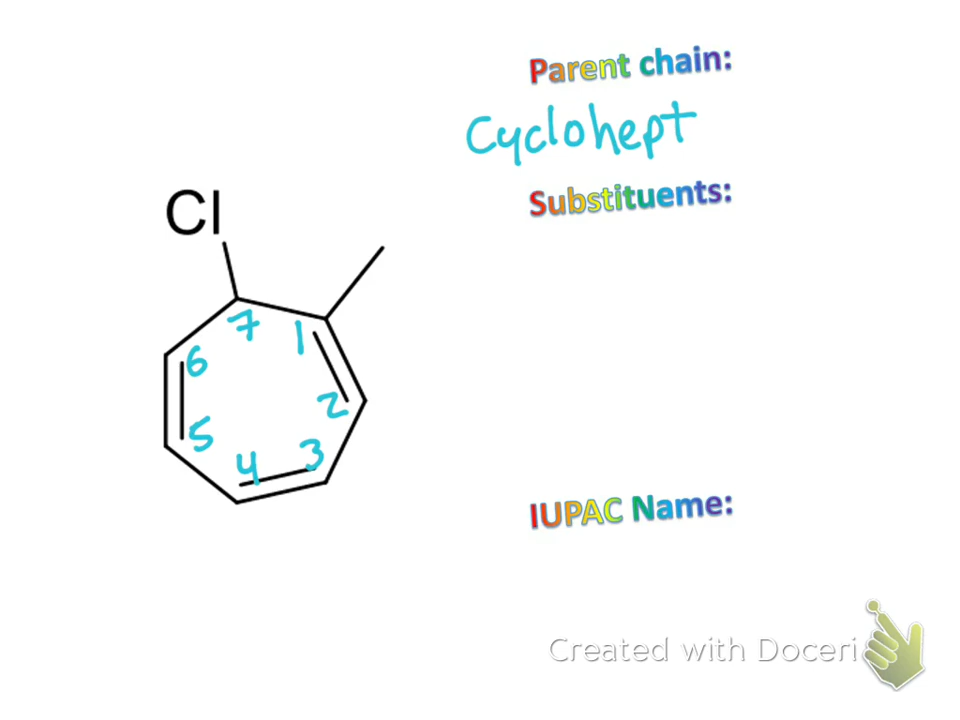 Parent chain:
Cyclohept
Substituents:
Cl
7
1
6
2
5
3
4
IUPAC Name:
Created with Doceri